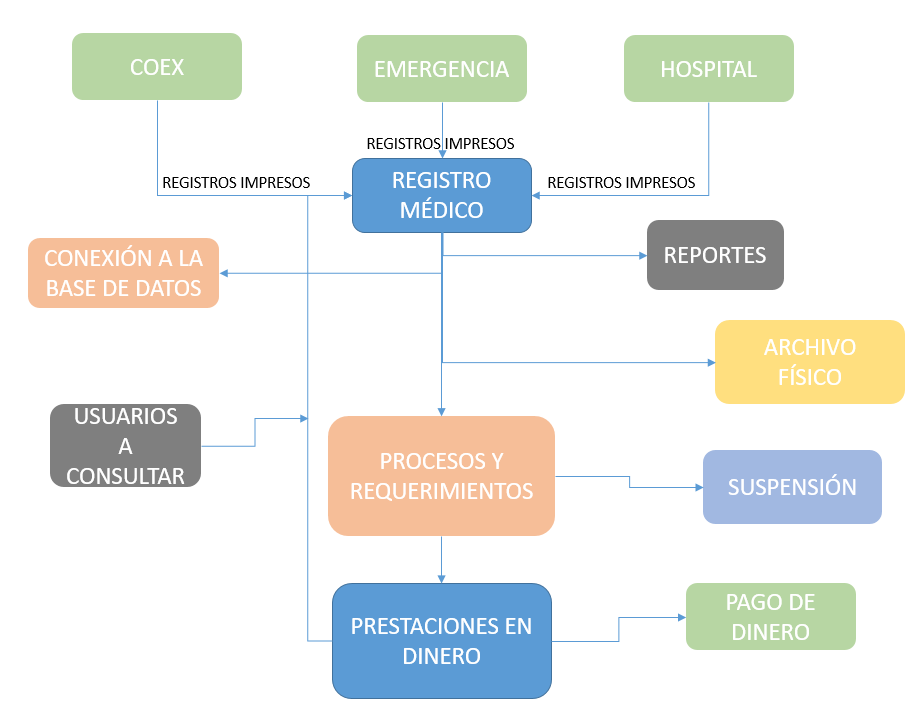 COEX
EMERGENCIA
HOSPITAL
REGISTROS IMPRESOS
REGISTROS IMPRESOS
REGISTROS IMPRESOS
REGISTRO
MÉDICO
CONEXIÓN A LA
BASE DE DATOS
REPORTES
ARCHIVO
FÍSICO
USUARIOS
A
CONSULTAR
PROCESOS Y
REQUERIMIENTOS
SUSPENSIÓN
PRESTACIONES EN
DINERO
PAGO DE
DINERO